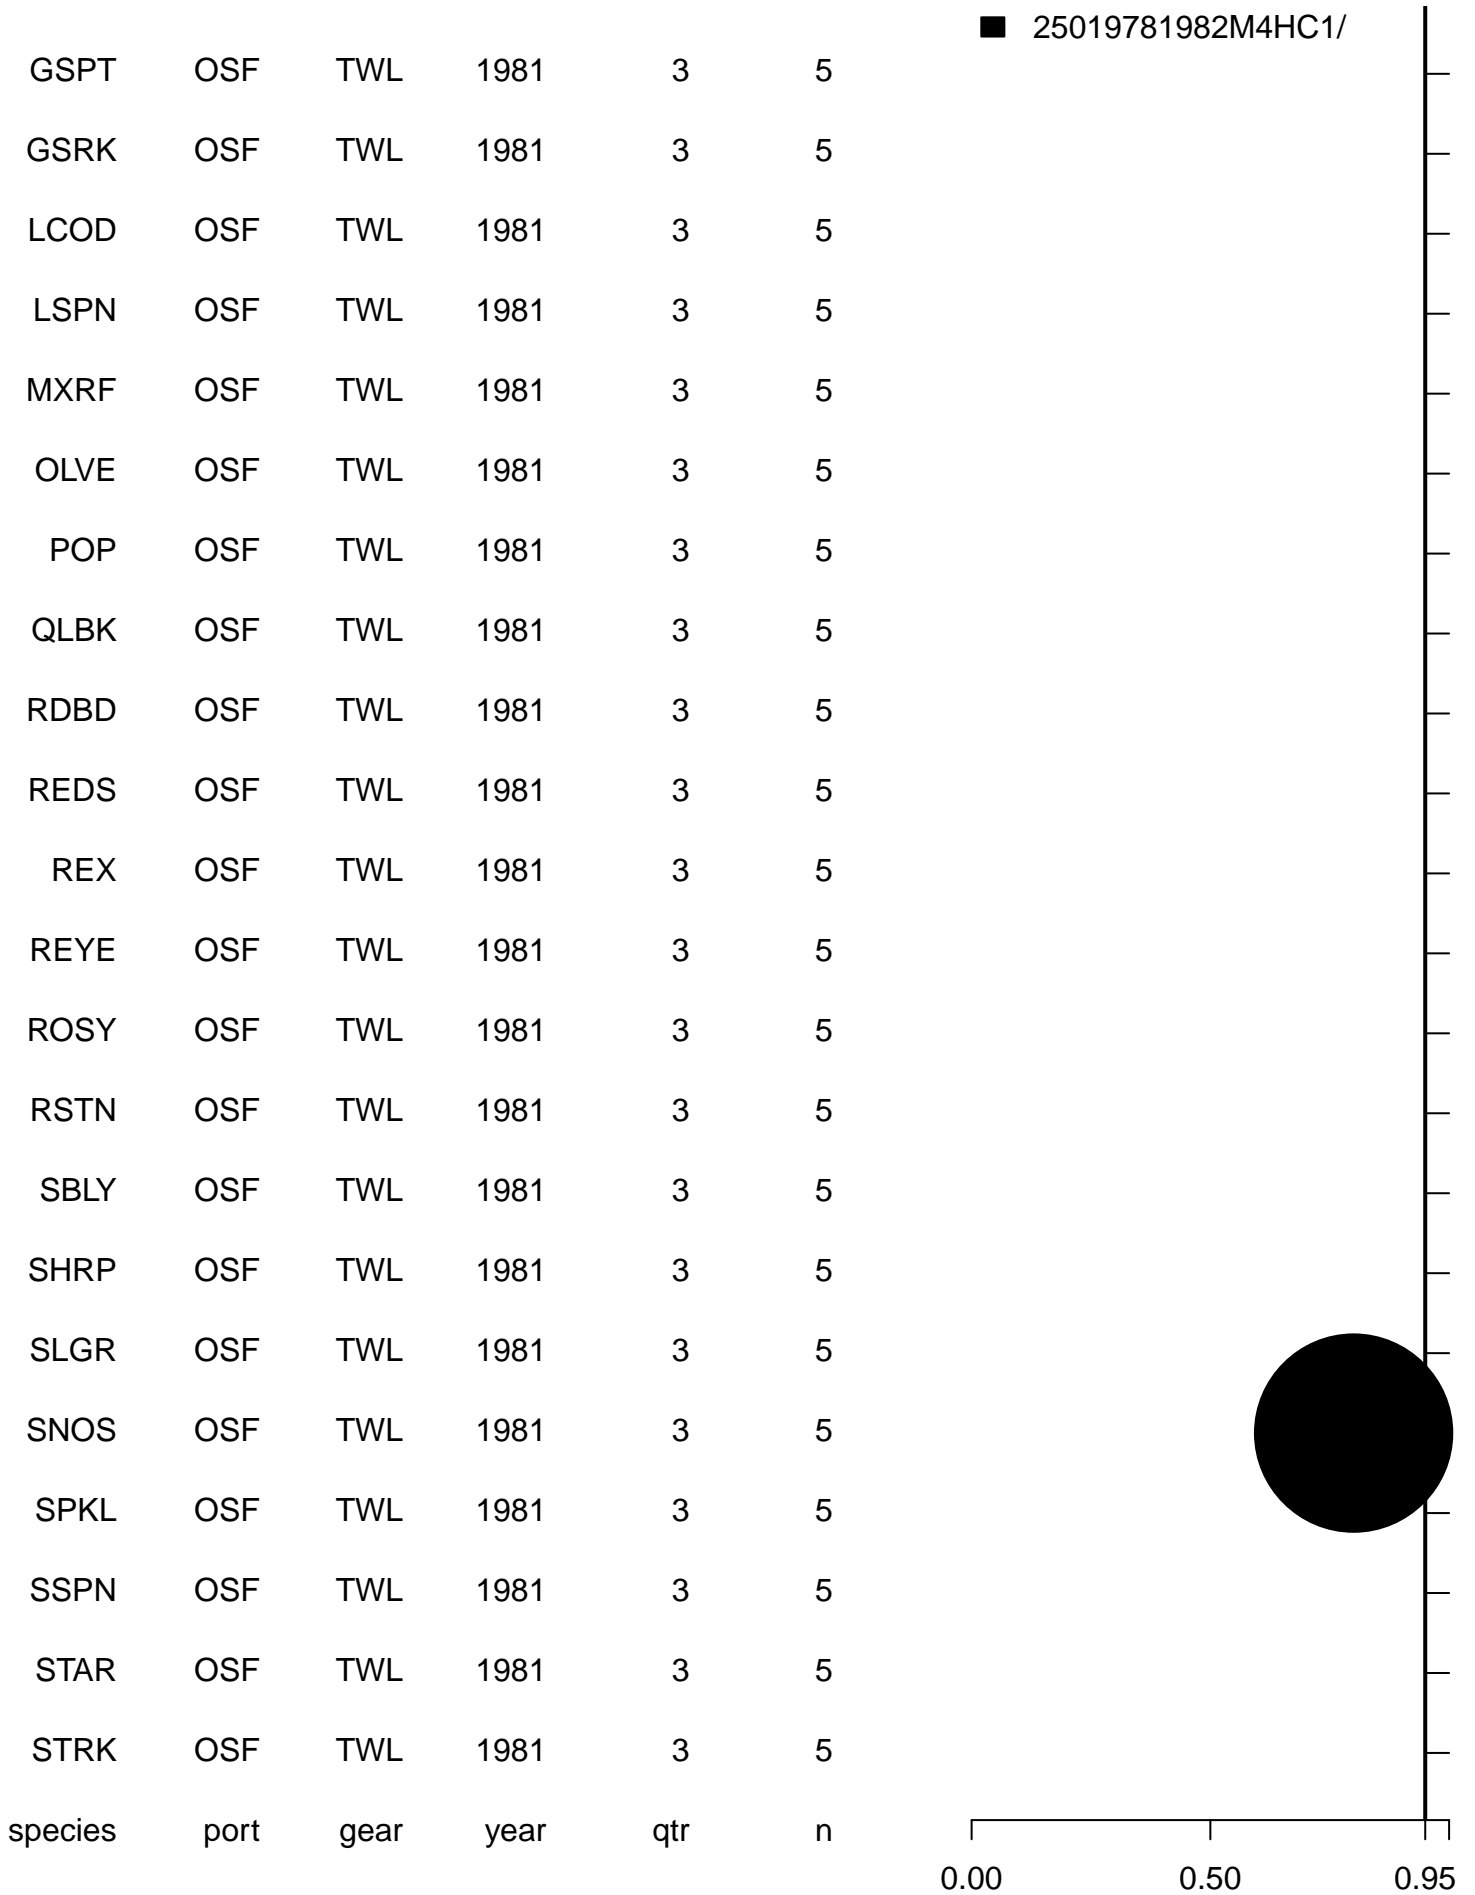 25019781982M4HC1/
GSPT OSF TWL 1981 3 5
GSRK OSF TWL 1981 3 5
LCOD OSF TWL 1981 3 5
LSPN OSF TWL 1981 3 5
MXRF OSF TWL 1981 3 5
OLVE OSF TWL 1981 3 5
POP OSF TWL 1981 3 5
QLBK OSF TWL 1981 3 5
RDBD OSF TWL 1981 3 5
REDS OSF TWL 1981 3 5
REX OSF TWL 1981 3 5
REYE OSF TWL 1981 3 5
ROSY OSF TWL 1981 3 5
RSTN OSF TWL 1981 3 5
SBLY OSF TWL 1981 3 5
SHRP OSF TWL 1981 3 5
SLGR OSF TWL 1981 3 5
SNOS OSF TWL 1981 3 5
SPKL OSF TWL 1981 3 5
SSPN OSF TWL 1981 3 5
STAR OSF TWL 1981 3 5
STRK OSF TWL 1981 3 5
species port gear year qtr n
0.00 0.50 0.95